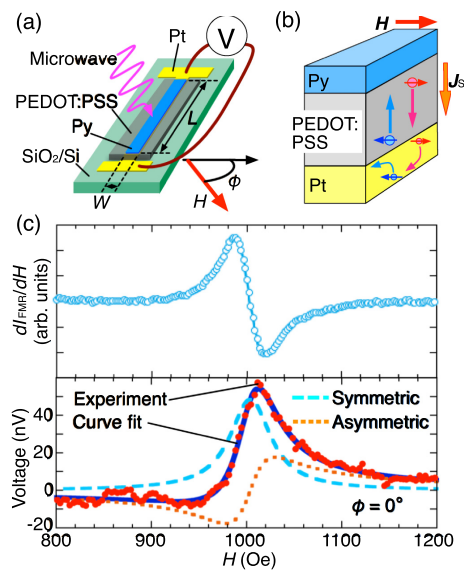 (a)
Pt
V
Microwave
PEDOT:PSS
Py
SiO₂/Si
L
W
H
ϕ
(b)
H
Py
Jₛ
PEDOT:
PSS
Pt
(c)
dI_FMR/dH
(arb. units)
Experiment
Curve fit
Symmetric
Asymmetric
Voltage (nV)
40
20
0
-20
ϕ = 0°
800
900
1000
1100
1200
H (Oe)